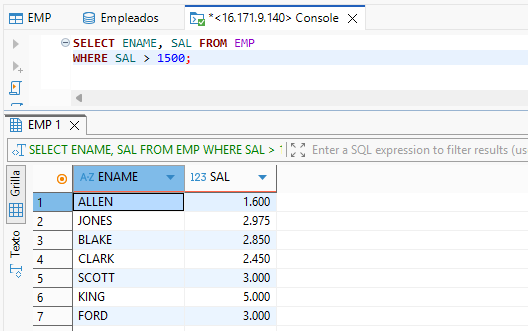 EMP
Empleados
*<16.171.9.140> Console
SELECT ENAME, SAL FROM EMP
WHERE SAL > 1500;
EMP 1
SELECT ENAME, SAL FROM EMP WHERE SAL >
Enter a SQL expression to filter results (us
Grilla
Texto
A-Z ENAME 123 SAL
1 ALLEN 1.600
2 JONES 2.975
3 BLAKE 2.850
4 CLARK 2.450
5 SCOTT 3.000
6 KING 5.000
7 FORD 3.000